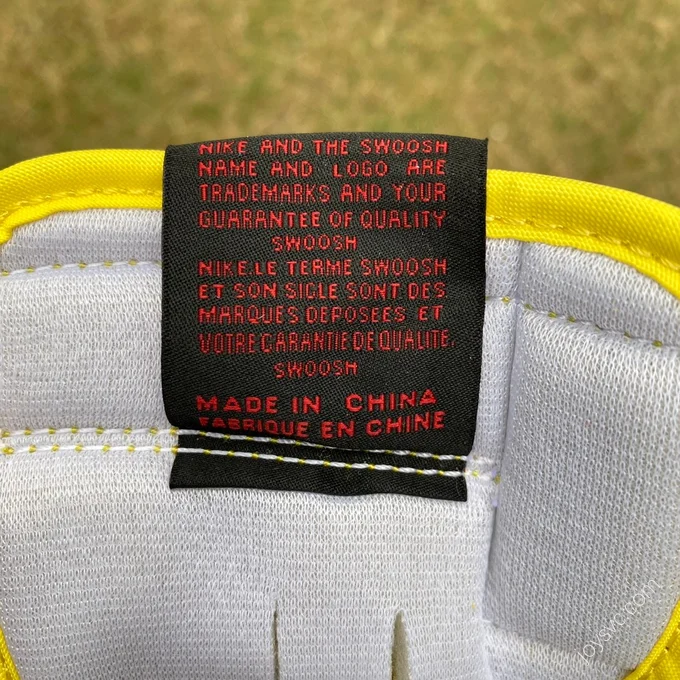 NIKE AND THE SWOOSH
NAME AND LOGO ARE
TRADEMARKS AND YOUR
GUARANTEE OF QUALITY
SWOOSH
NIKE.LE TERME SWOOSH
ET SON SICLE SONT DES
MARQUES DEPOSEES ET
VOTRE GARANTIE DE QUALITE.
SWOOSH
MADE IN CHINA
FABRIQUE EN CHINE